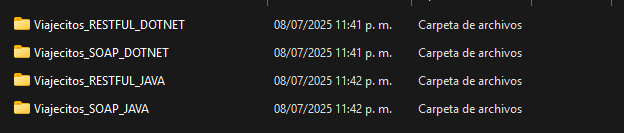 Viajecitos_RESTFUL_DOTNET 08/07/2025 11:41 p. m. Carpeta de archivos
Viajecitos_SOAP_DOTNET 08/07/2025 11:41 p. m. Carpeta de archivos
Viajecitos_RESTFUL_JAVA 08/07/2025 11:42 p. m. Carpeta de archivos
Viajecitos_SOAP_JAVA 08/07/2025 11:42 p. m. Carpeta de archivos